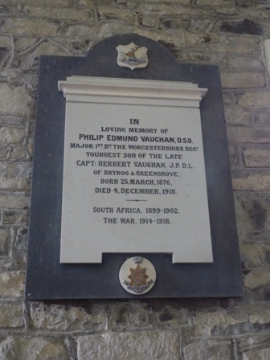 IN
LOVING MEMORY OF
PHILIP EDMUND VAUGHAN, D.S.O.
MAJOR 1ST BN THE WORCESTERSHIRE REGT
YOUNGEST SON OF THE LATE
CAPT: HERBERT VAUGHAN, J.P. D.L.
OF BRYNOG & GREENGROVE.
BORN 25, MARCH, 1876,
DIED 4, DECEMBER, 1918.
SOUTH AFRICA. 1899-1902.
THE WAR. 1914-1918.